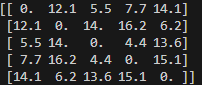 [[ 0. 12.1 5.5 7.7 14.1]
[12.1 0. 14. 16.2 6.2]
[ 5.5 14. 0. 4.4 13.6]
[ 7.7 16.2 4.4 0. 15.1]
[14.1 6.2 13.6 15.1 0. ]]